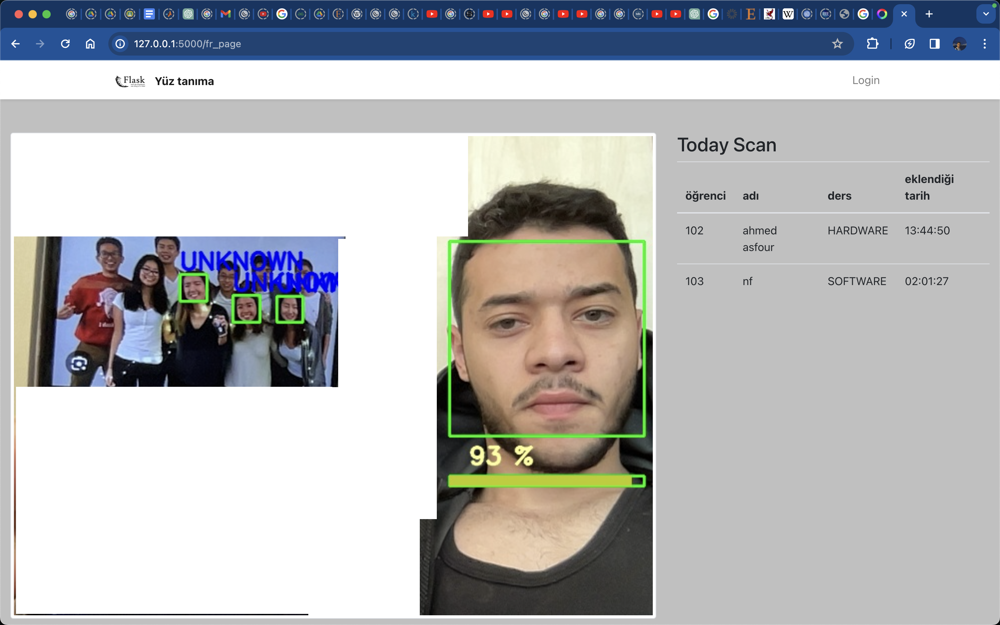 127.0.0.1:5000/fr_page
Flask
Yüz tanıma
Login
UNKNOWN
UNKNOWN
93 %
Today Scan
öğrenci adı ders eklendiği tarih
102 ahmed asfour HARDWARE 13:44:50
103 nf SOFTWARE 02:01:27